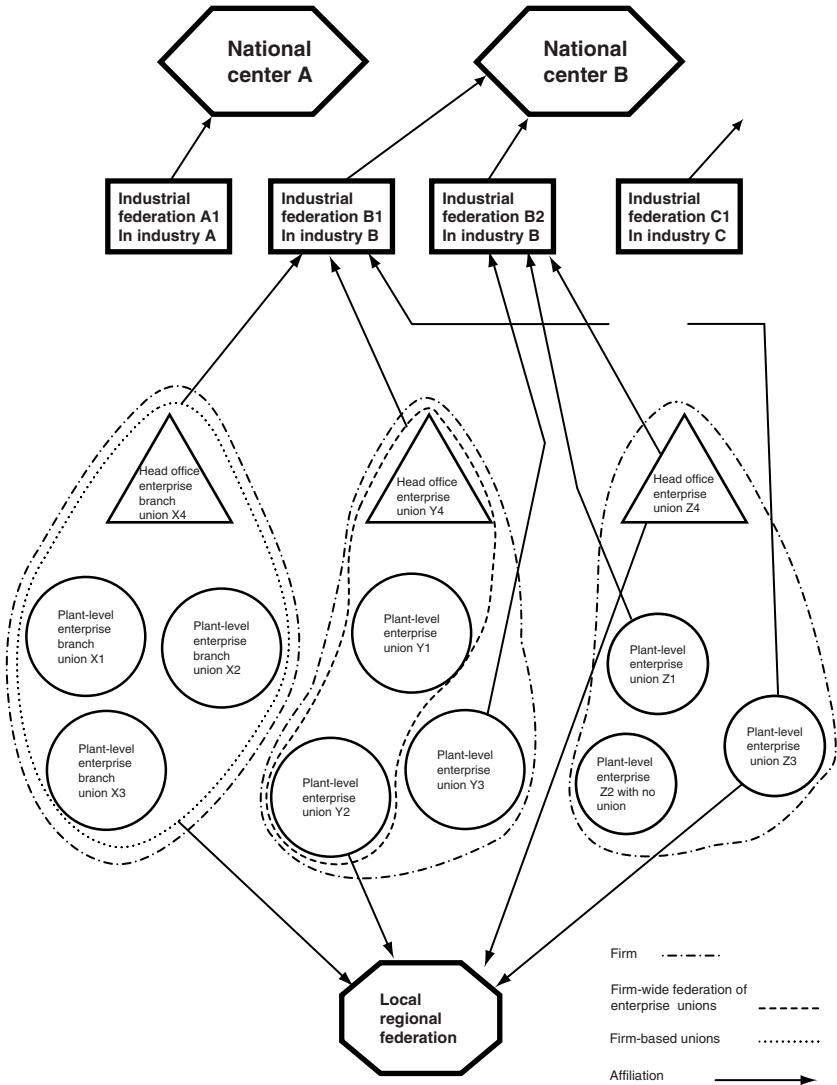 National
center A
National
center B
Industrial
federation A1
In industry A
Industrial
federation B1
In industry B
Industrial
federation B2
In industry B
Industrial
federation C1
In industry C
Head office
enterprise
branch
union X4
Head office
enterprise
union Y4
Head office
enterprise
union Z4
Plant-level
enterprise
branch
union X1
Plant-level
enterprise
branch
union X2
Plant-level
enterprise
union Y1
Plant-level
enterprise
union Z1
Plant-level
enterprise
branch
union X3
Plant-level
enterprise
union Y2
Plant-level
enterprise
union Y3
Plant-level
enterprise
Z2 with no
union
Plant-level
enterprise
union Z3
Local
regional
federation
Firm
Firm-wide federation of
enterprise unions
Firm-based unions
Affiliation